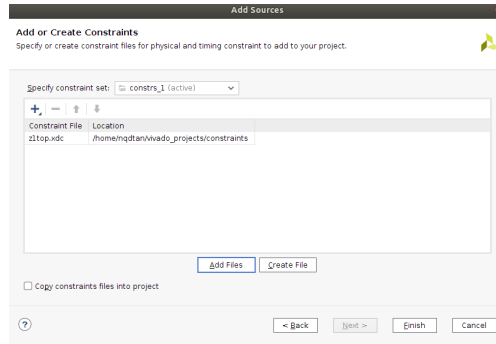 Add Sources
Add or Create Constraints
Specify or create constraint files for physical and timing constraint to add to your project.
Specify constraint set: constrs_1 (active)
Constraint File Location
z1top.xdc /home/nqdtan/vivado_projects/constraints
Add Files Create File
Copy constraints files into project
? < Back Next > Finish Cancel